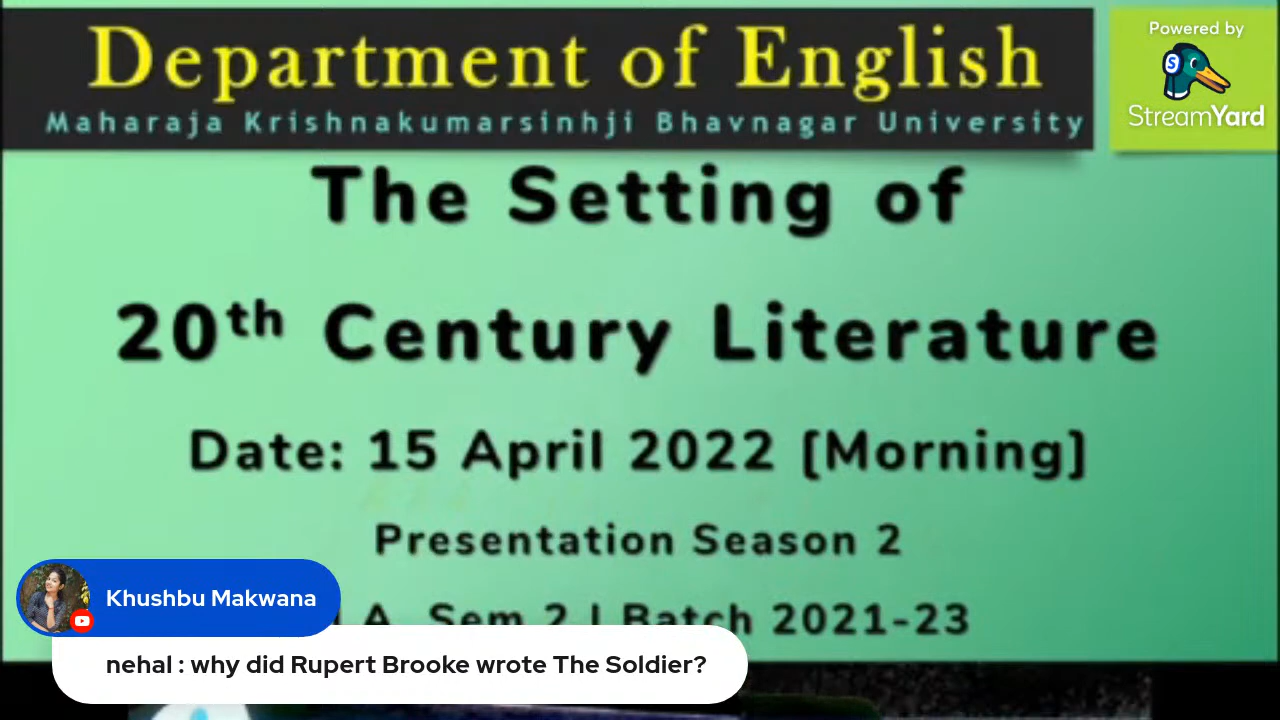 Department of English
Maharaja Krishnakumarsinhji Bhavnagar University
Powered by
S
StreamYard
The Setting of
20th Century Literature
Date: 15 April 2022 [Morning]
Presentation Season 2
A. Sem 2 | Batch 2021-23
Khushbu Makwana
nehal : why did Rupert Brooke wrote The Soldier?